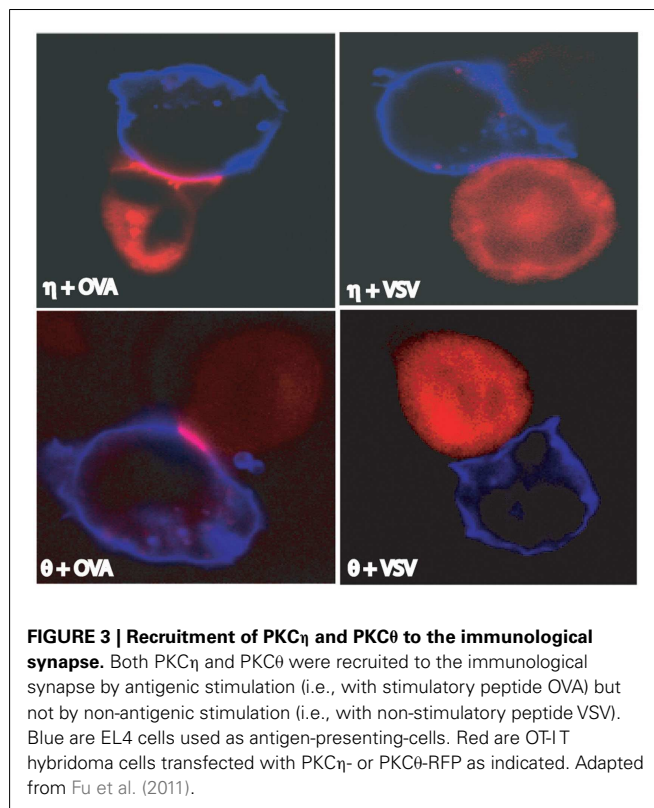 η + OVA
η + VSV
θ + OVA
θ + VSV
FIGURE 3 | Recruitment of PKCη and PKCθ to the immunological
synapse. Both PKCη and PKCθ were recruited to the immunological
synapse by antigenic stimulation (i.e., with stimulatory peptide OVA) but
not by non-antigenic stimulation (i.e., with non-stimulatory peptide VSV).
Blue are EL4 cells used as antigen-presenting-cells. Red are OT-I T
hybridoma cells transfected with PKCη- or PKCθ-RFP as indicated. Adapted
from Fu et al. (2011).